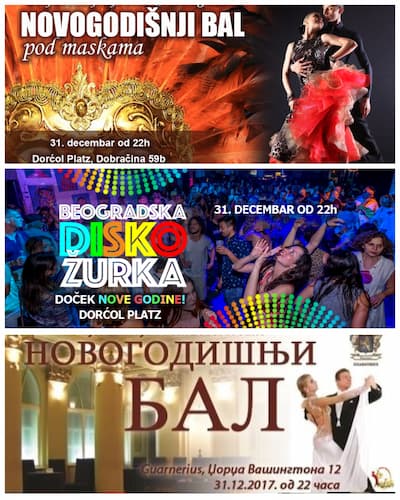 NOVOGODIŠNJI BAL
pod maskama
31. decembar od 22h
Dorćol Platz, Dobračina 59b
BEOGRADSKA
DISKO
ŽURKA
DOČEK NOVE GODINE!
DORĆOL PLATZ
31. DECEMBAR OD 22h
НОВОГОДИШЊИ
БАЛ
Guarnerius, Џорџа Вашингтона 12
31.12.2017. од 22 часа